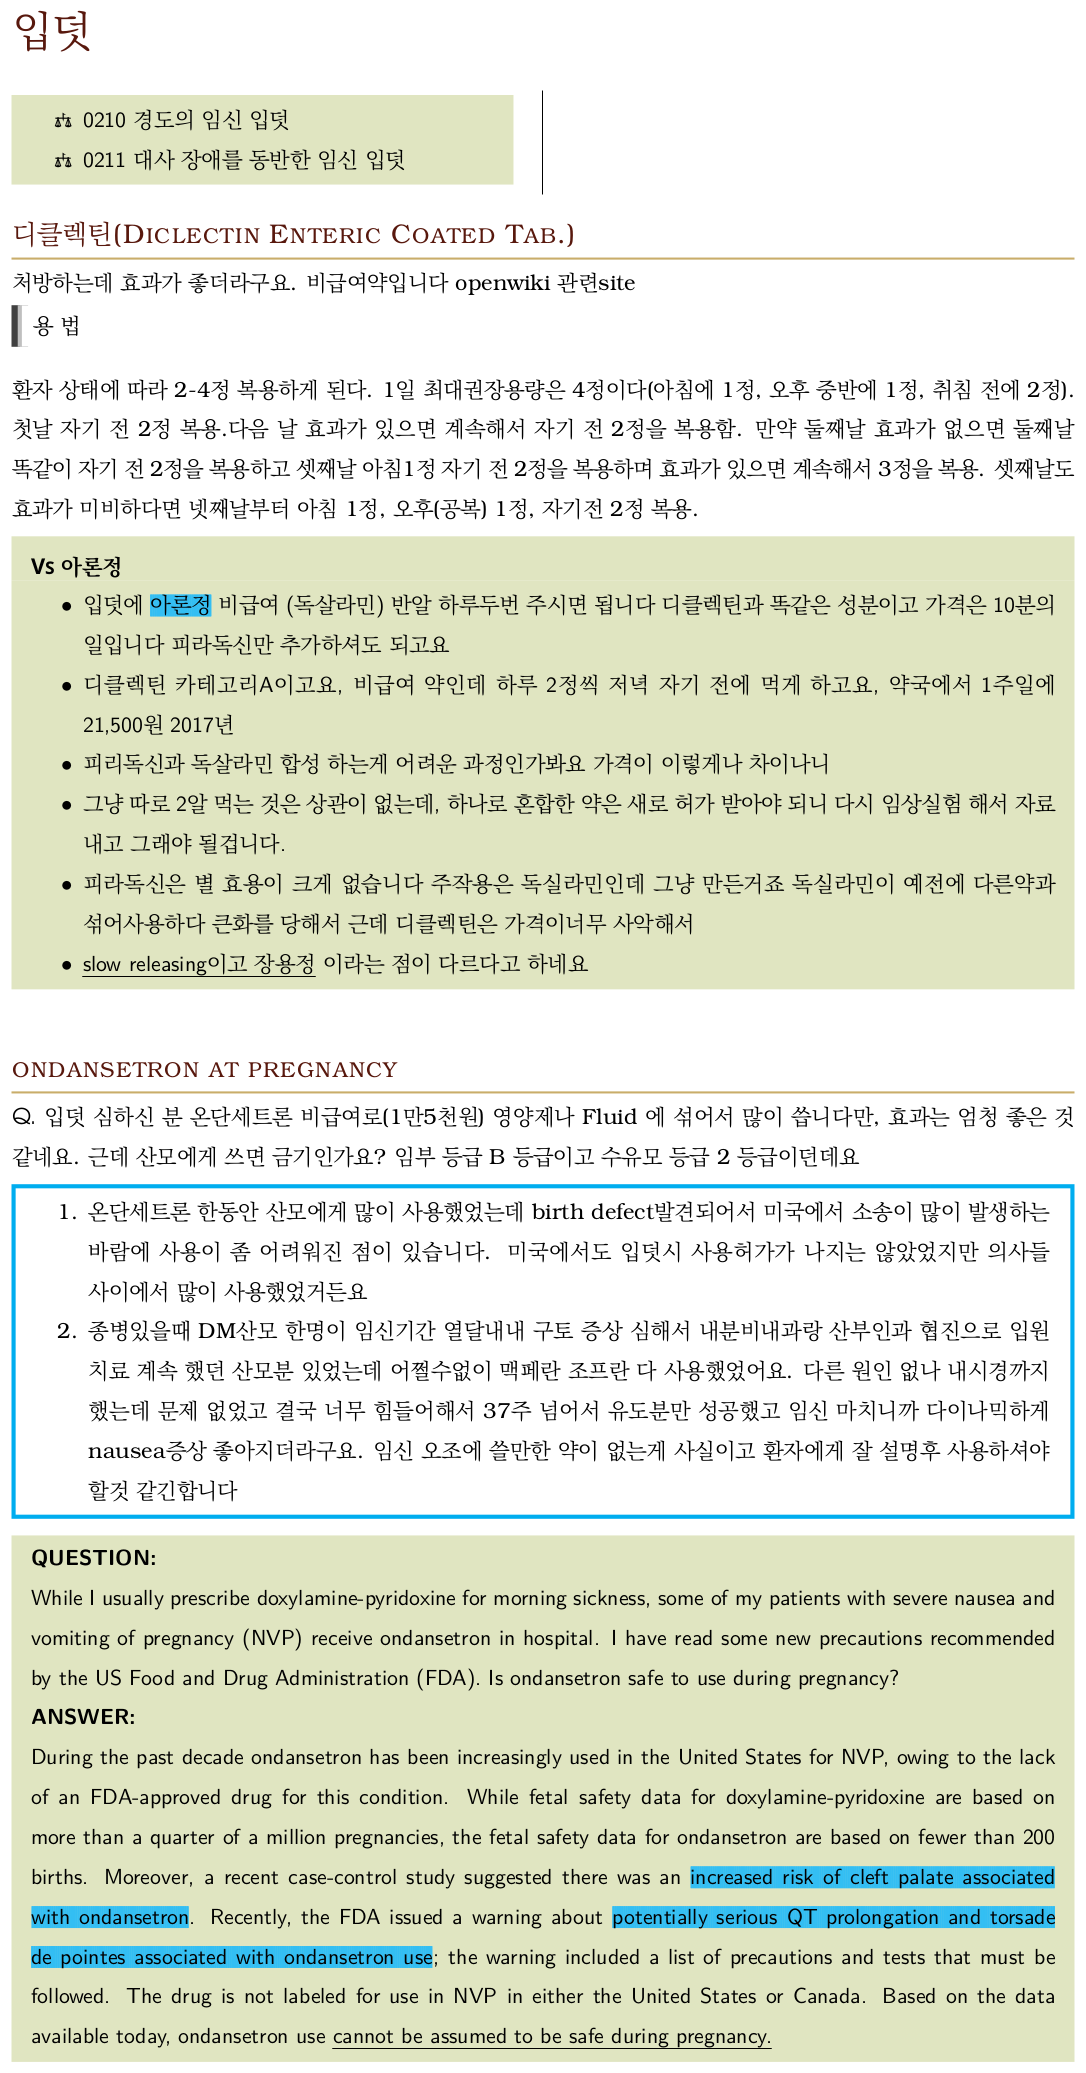 입덧
0210 경도의 임신 입덧
0211 대사 장애를 동반한 임신 입덧
디클렉틴(DICLECTIN ENTERIC COATED TAB.)
처방하는데 효과가 좋더라구요. 비급여약입니다 openwiki 관련site
용 법
환자 상태에 따라 2-4정 복용하게 된다. 1일 최대권장용량은 4정이다(아침에 1정, 오후 중반에 1정, 취침 전에 2정).
첫날 자기 전 2정 복용.다음 날 효과가 있으면 계속해서 자기 전 2정을 복용함. 만약 둘째날 효과가 없으면 둘째날
똑같이 자기 전 2정을 복용하고 셋째날 아침1정 자기 전 2정을 복용하며 효과가 있으면 계속해서 3정을 복용. 셋째날도
효과가 미비하다면 넷째날부터 아침 1정, 오후(공복) 1정, 자기전 2정 복용.
Vs 아론정
• 입덧에 아론정 비급여 (독살라민) 반알 하루두번 주시면 됩니다 디클렉틴과 똑같은 성분이고 가격은 10분의
일입니다 피라독신만 추가하셔도 되고요
• 디클렉틴 카테고리A이고요, 비급여 약인데 하루 2정씩 저녁 자기 전에 먹게 하고요, 약국에서 1주일에
21,500원 2017년
• 피리독신과 독살라민 합성 하는게 어려운 과정인가봐요 가격이 이렇게나 차이나니
• 그냥 따로 2알 먹는 것은 상관이 없는데, 하나로 혼합한 약은 새로 허가 받아야 되니 다시 임상실험 해서 자료
내고 그래야 될겁니다.
• 피라독신은 별 효용이 크게 없습니다 주작용은 독실라민인데 그냥 만든거죠 독실라민이 예전에 다른약과
섞어사용하다 큰화를 당해서 근데 디클렉틴은 가격이너무 사악해서
• slow releasing이고 장용정 이라는 점이 다르다고 하네요
ONDANSETRON AT PREGNANCY
Q. 입덧 심하신 분 온단세트론 비급여로(1만5천원) 영양제나 Fluid 에 섞어서 많이 씁니다만, 효과는 엄청 좋은 것
같네요. 근데 산모에게 쓰면 금기인가요? 임부 등급 B 등급이고 수유모 등급 2 등급이던데요
1. 온단세트론 한동안 산모에게 많이 사용했었는데 birth defect발견되어서 미국에서 소송이 많이 발생하는
바람에 사용이 좀 어려워진 점이 있습니다. 미국에서도 입덧시 사용허가가 나지는 않았었지만 의사들
사이에서 많이 사용했었거든요
2. 종병있을때 DM산모 한명이 임신기간 열달내내 구토 증상 심해서 내분비내과랑 산부인과 협진으로 입원
치료 계속 했던 산모분 있었는데 어쩔수없이 맥페란 조프란 다 사용했었어요. 다른 원인 없나 내시경까지
했는데 문제 없었고 결국 너무 힘들어해서 37주 넘어서 유도분만 성공했고 임신 마치니까 다이나믹하게
nausea증상 좋아지더라구요. 임신 오조에 쓸만한 약이 없는게 사실이고 환자에게 잘 설명후 사용하셔야
할것 같긴합니다
QUESTION:
While I usually prescribe doxylamine-pyridoxine for morning sickness, some of my patients with severe nausea and
vomiting of pregnancy (NVP) receive ondansetron in hospital. I have read some new precautions recommended
by the US Food and Drug Administration (FDA). Is ondansetron safe to use during pregnancy?
ANSWER:
During the past decade ondansetron has been increasingly used in the United States for NVP, owing to the lack
of an FDA-approved drug for this condition. While fetal safety data for doxylamine-pyridoxine are based on
more than a quarter of a million pregnancies, the fetal safety data for ondansetron are based on fewer than 200
births. Moreover, a recent case-control study suggested there was an increased risk of cleft palate associated
with ondansetron. Recently, the FDA issued a warning about potentially serious QT prolongation and torsade
de pointes associated with ondansetron use; the warning included a list of precautions and tests that must be
followed. The drug is not labeled for use in NVP in either the United States or Canada. Based on the data
available today, ondansetron use cannot be assumed to be safe during pregnancy.